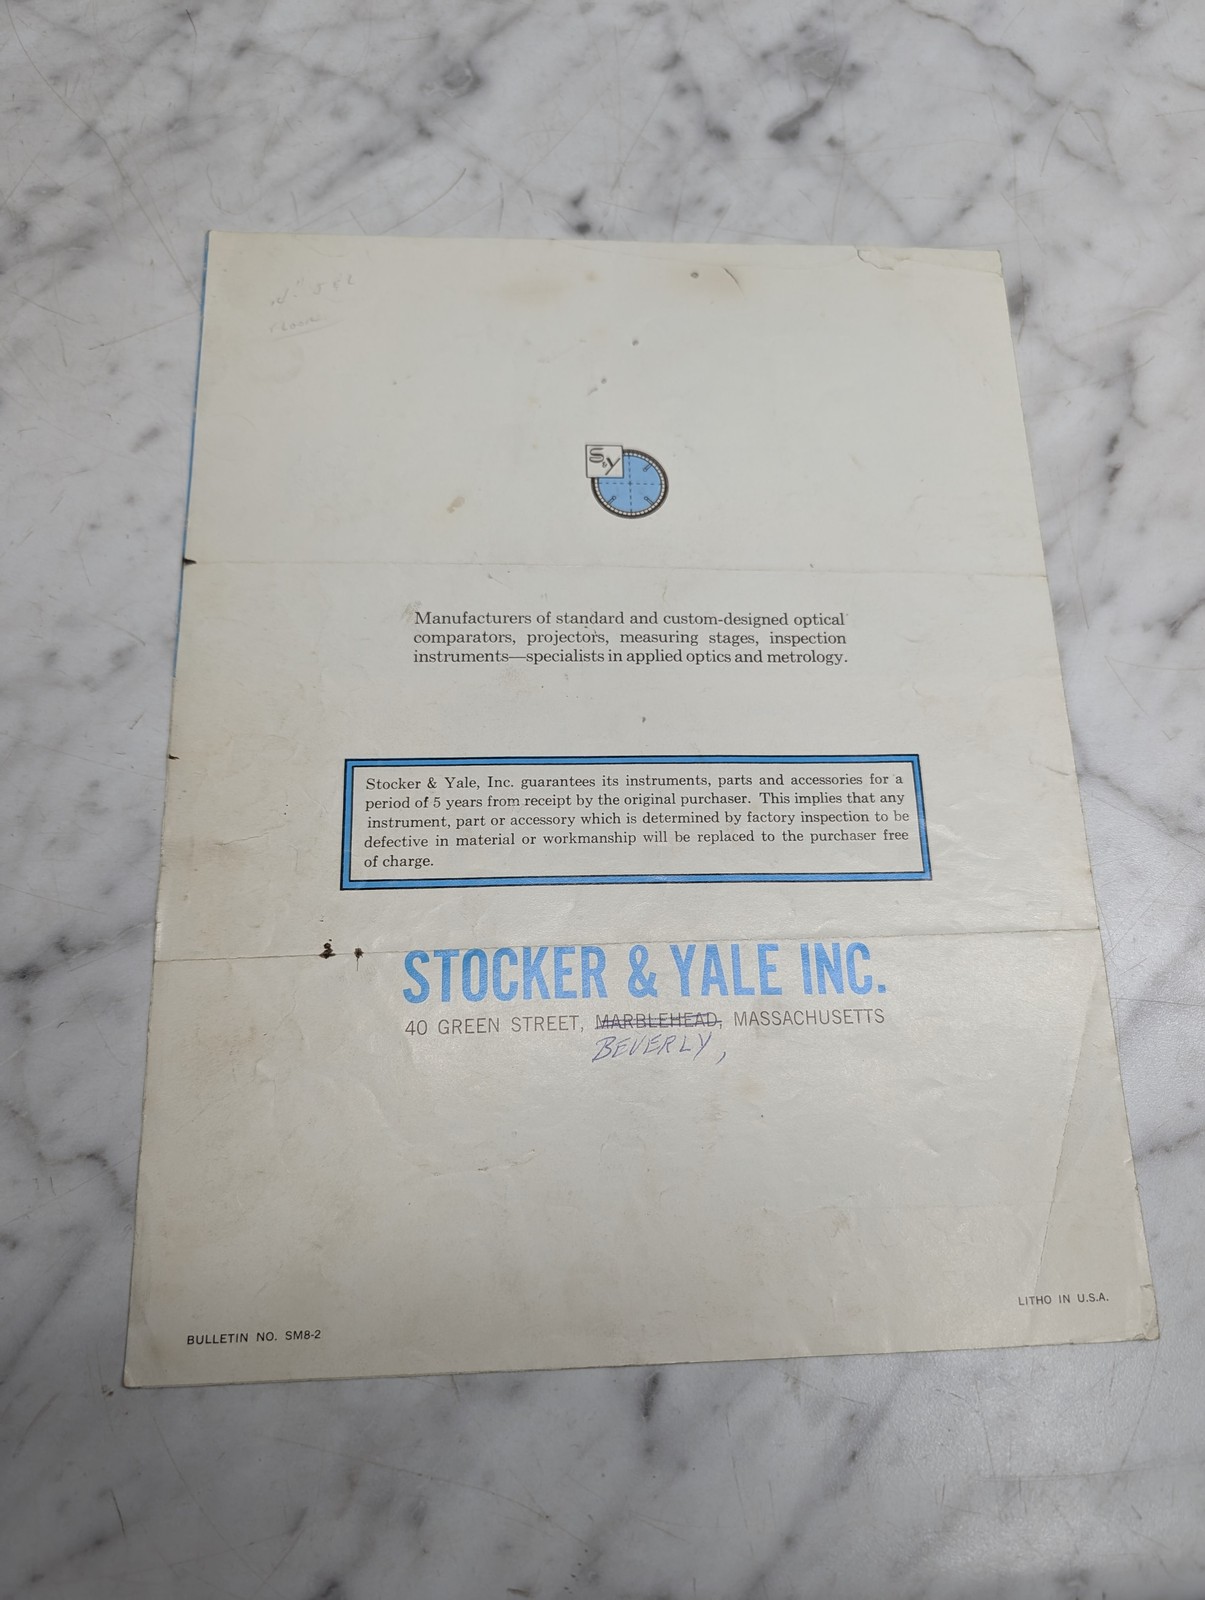 S&Y
Manufacturers of standard and custom-designed optical
comparators, projectors, measuring stages, inspection
instruments—specialists in applied optics and metrology.
Stocker & Yale, Inc. guarantees its instruments, parts and accessories for a
period of 5 years from receipt by the original purchaser. This implies that any
instrument, part or accessory which is determined by factory inspection to be
defective in material or workmanship will be replaced to the purchaser free
of charge.
STOCKER & YALE INC.
40 GREEN STREET, MARBLEHEAD, MASSACHUSETTS
BEVERLY,
LITHO IN U.S.A.
BULLETIN NO. SM8-2